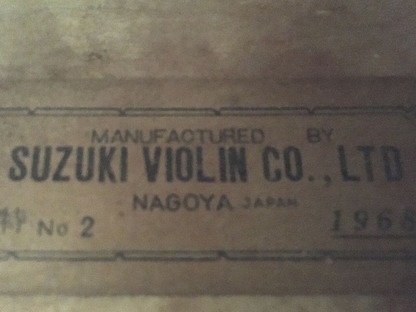 MANUFACTURED BY
SUZUKI VIOLIN CO., LTD
NAGOYA JAPAN
No 2